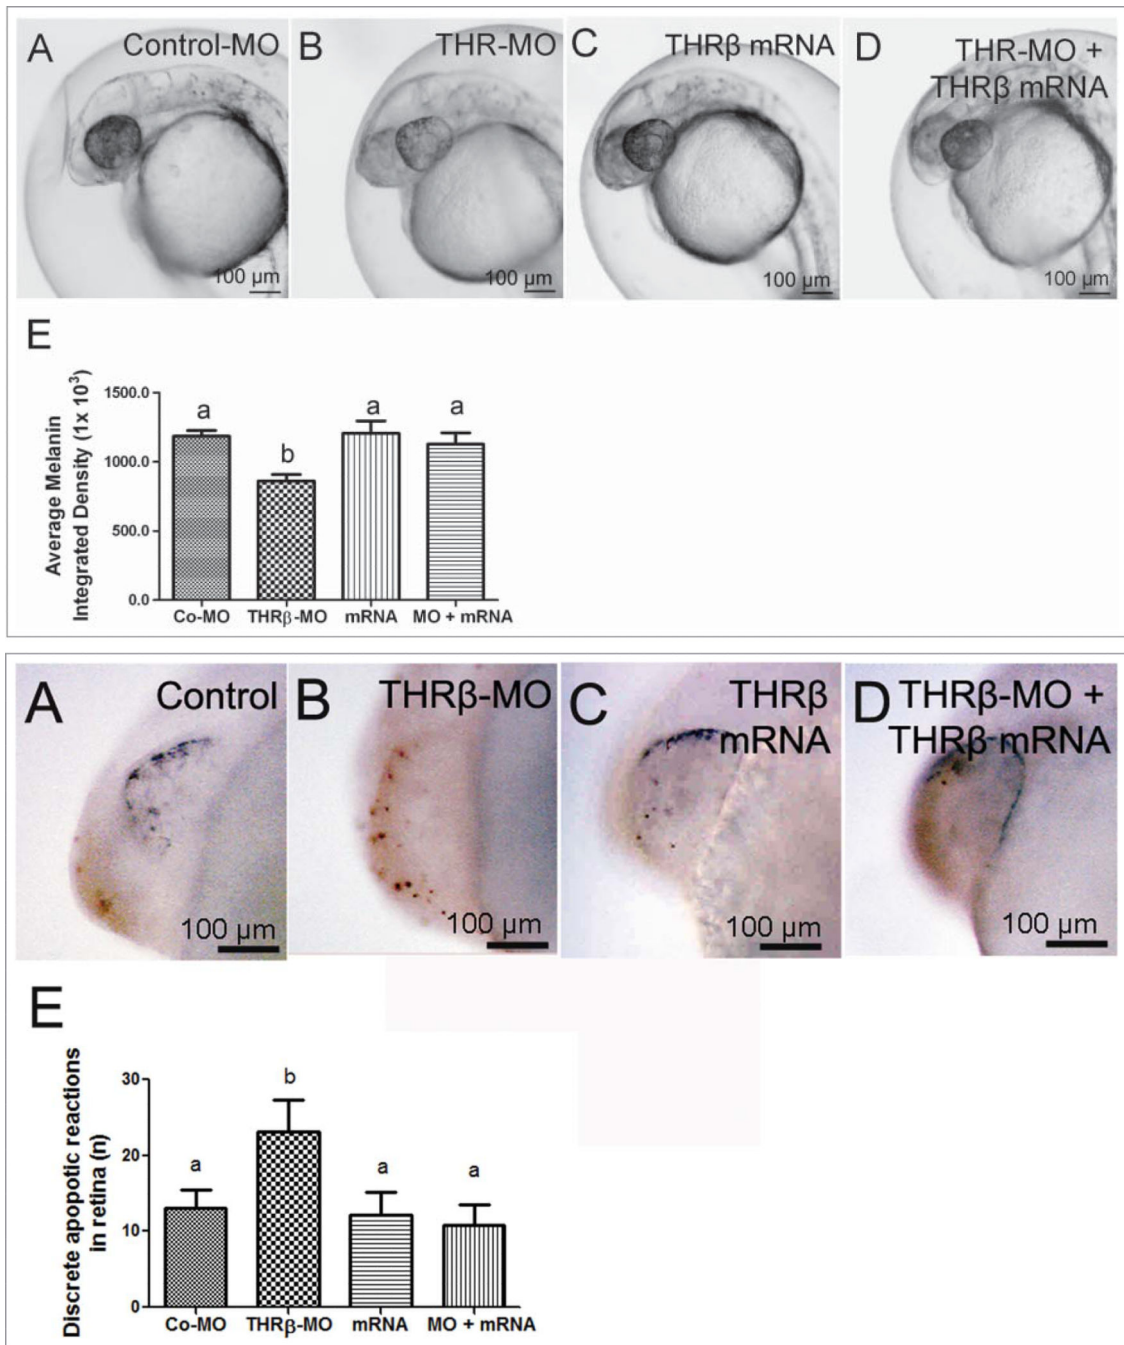 A
Control-MO
B
THR-MO
C
THRβ mRNA
D
THR-MO +
THRβ mRNA
100 µm
100 µm
100 µm
100 µm
E
Average Melanin
Integrated Density (1x 10³)
1500.0
1000.0
500.0
0.0
a
b
a
a
Co-MO
THRβ-MO
mRNA
MO + mRNA
A
Control
B
THRβ-MO
C
THRβ
mRNA
D
THRβ-MO +
THRβ mRNA
100 µm
100 µm
100 µm
100 µm
E
Discrete apopotic reactions
in retina (n)
30
20
10
0
a
b
a
a
Co-MO
THRβ-MO
mRNA
MO + mRNA